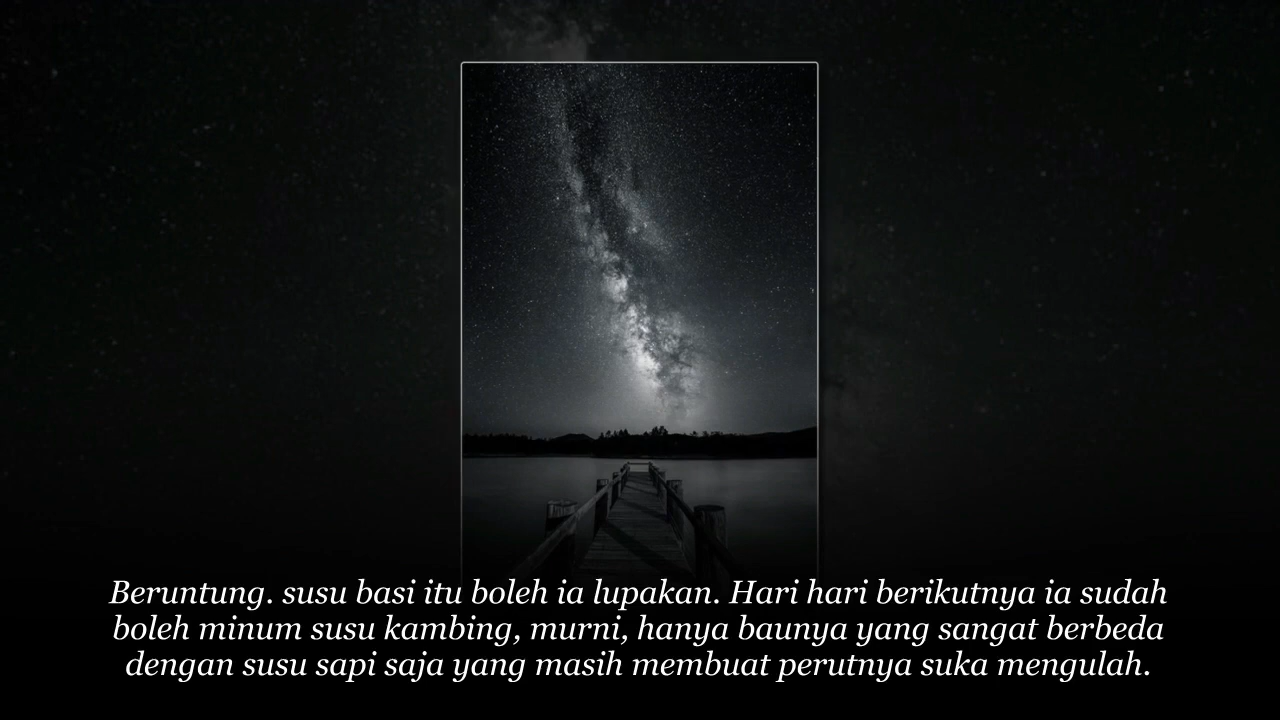 Beruntung. susu basi itu boleh ia lupakan. Hari hari berikutnya ia sudah
boleh minum susu kambing, murni, hanya baunya yang sangat berbeda
dengan susu sapi saja yang masih membuat perutnya suka mengulah.